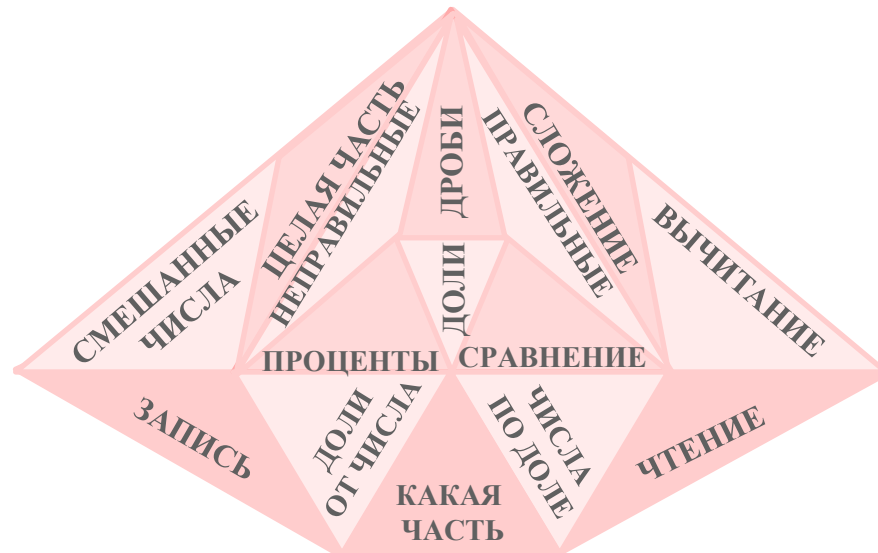 СМЕШАННЫЕ
ЧИСЛА
ЦЕЛАЯ ЧАСТЬ
НЕПРАВИЛЬНЫЕ
ДРОБИ
ПРАВИЛЬНЫЕ
СЛОЖЕНИЕ
ВЫЧИТАНИЕ
ДОЛИ
ПРОЦЕНТЫ
СРАВНЕНИЕ
ЗАПИСЬ
ДОЛИ
ОТ ЧИСЛА
КАКАЯ
ЧАСТЬ
ЧИСЛА
ПО ДОЛЕ
ЧТЕНИЕ